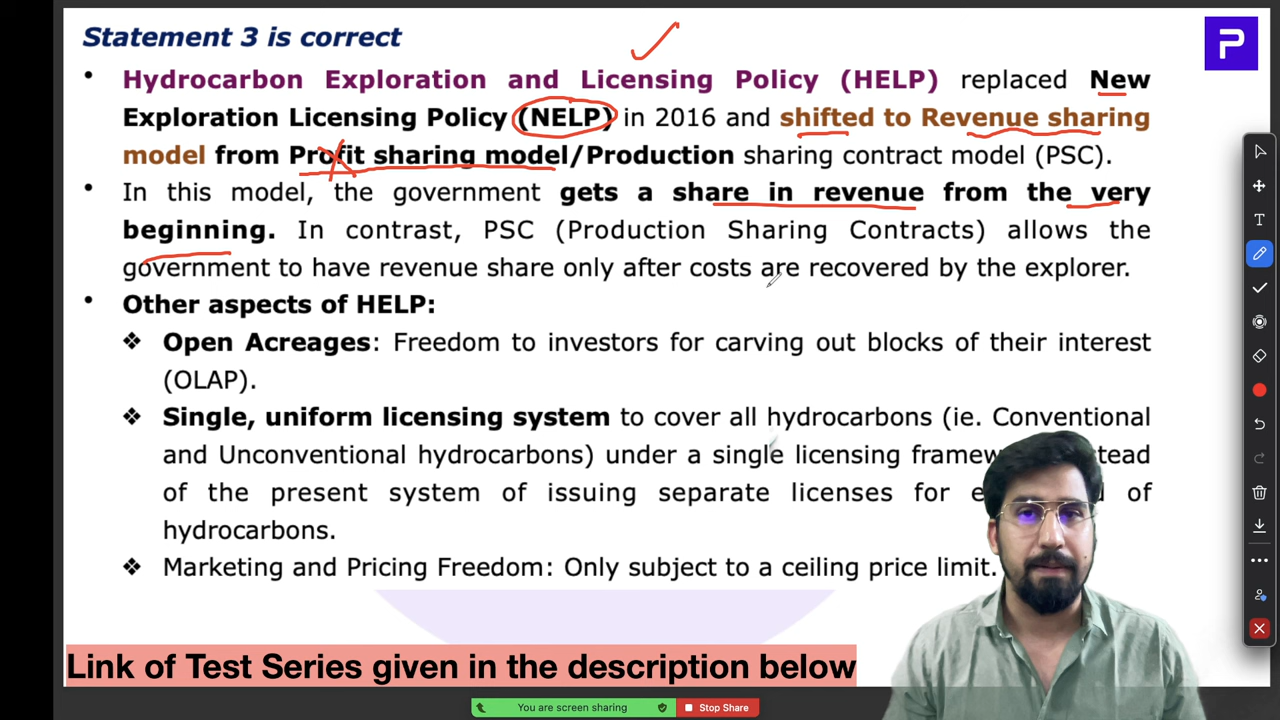 Statement 3 is correct
P
• Hydrocarbon Exploration and Licensing Policy (HELP) replaced New
Exploration Licensing Policy (NELP) in 2016 and shifted to Revenue sharing
model from Profit sharing model/Production sharing contract model (PSC).
• In this model, the government gets a share in revenue from the very
beginning. In contrast, PSC (Production Sharing Contracts) allows the
government to have revenue share only after costs are recovered by the explorer.
• Other aspects of HELP:
❖ Open Acreages: Freedom to investors for carving out blocks of their interest
(OLAP).
❖ Single, uniform licensing system to cover all hydrocarbons (ie. Conventional
and Unconventional hydrocarbons) under a single licensing
of the present system of issuing separate licenses for of
hydrocarbons.
❖ Marketing and Pricing Freedom: Only subject to a ceiling price limit.
Link of Test Series given in the description below
You are screen sharing Stop Share